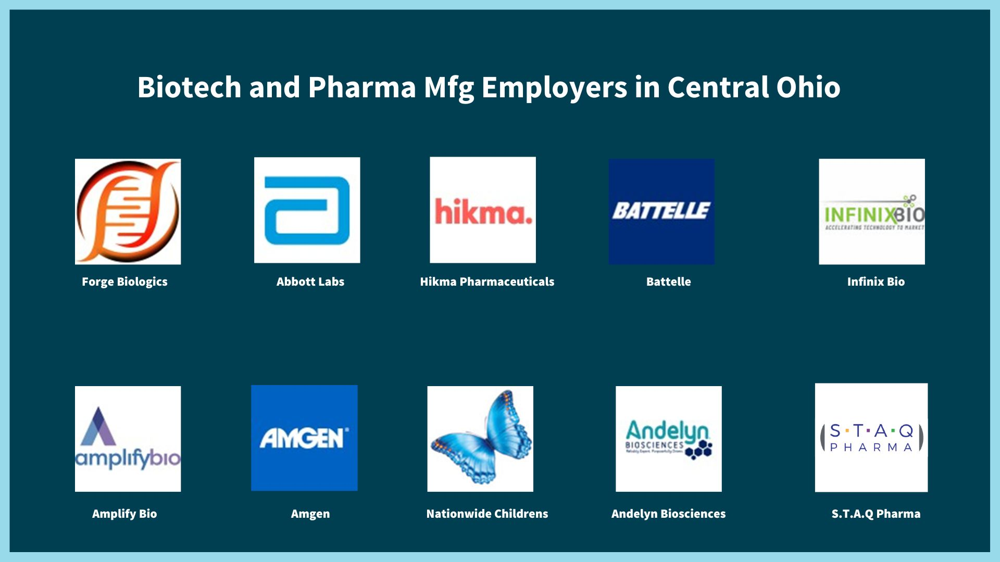 Biotech and Pharma Mfg Employers in Central Ohio
hikma.
BATTELLE
INFINIXBIO
ACCELERATING TECHNOLOGY TO MARKET
Forge Biologics
Abbott Labs
Hikma Pharmaceuticals
Battelle
Infinix Bio
amplifybio
AMGEN®
Andelyn
BIOSCIENCES
S·T·A·Q
PHARMA
Amplify Bio
Amgen
Nationwide Childrens
Andelyn Biosciences
S.T.A.Q Pharma